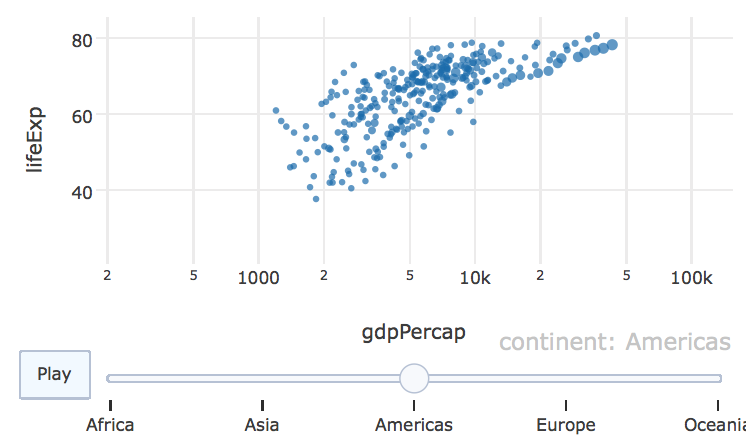 80
60
40
lifeExp
2 5 1000 2 5 10k 2 5 100k
gdpPercap
continent: Americas
Play
Africa Asia Americas Europe Oceania